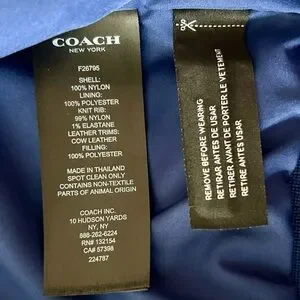 COACH
NEW YORK
F26795
SHELL:
100% NYLON
LINING:
100% POLYESTER
KNIT RIB:
99% NYLON
1% ELASTANE
LEATHER TRIMS:
COW LEATHER
FILLING:
100% POLYESTER
MADE IN THAILAND
SPOT CLEAN ONLY
CONTAINS NON-TEXTILE
PARTS OF ANIMAL ORIGIN
COACH INC.
10 HUDSON YARDS
NY, NY
888-262-6224
RN# 132154
CA# 57398
224787
REMOVE BEFORE WEARING
RETIRAR ANTES DE USAR
RETIRER AVANT DE PORTER LE VETEMENT
RETIRAR ANTES DE USAR